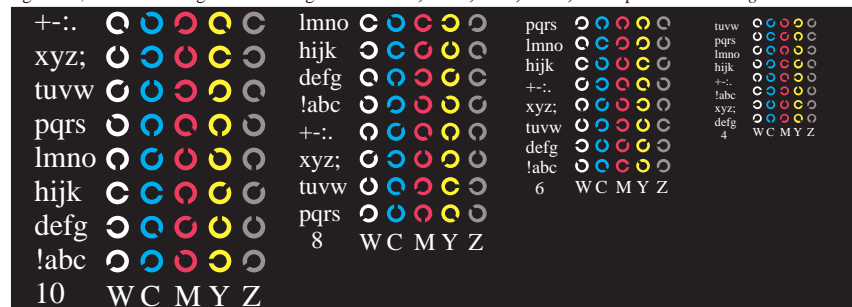 +-:.
xyz;
tuvw
pqrs
lmno
hijk
defg
!abc
10 W C M Y Z
lmno
hijk
defg
!abc
+-:.
xyz;
tuvw
pqrs
8 W C M Y Z
pqrs
lmno
hijk
+-:.
xyz;
tuvw
defg
!abc
6 W C M Y Z
tuvw
pqrs
lmno
hijk
+-:.
!abc
xyz;
defg
4 W C M Y Z